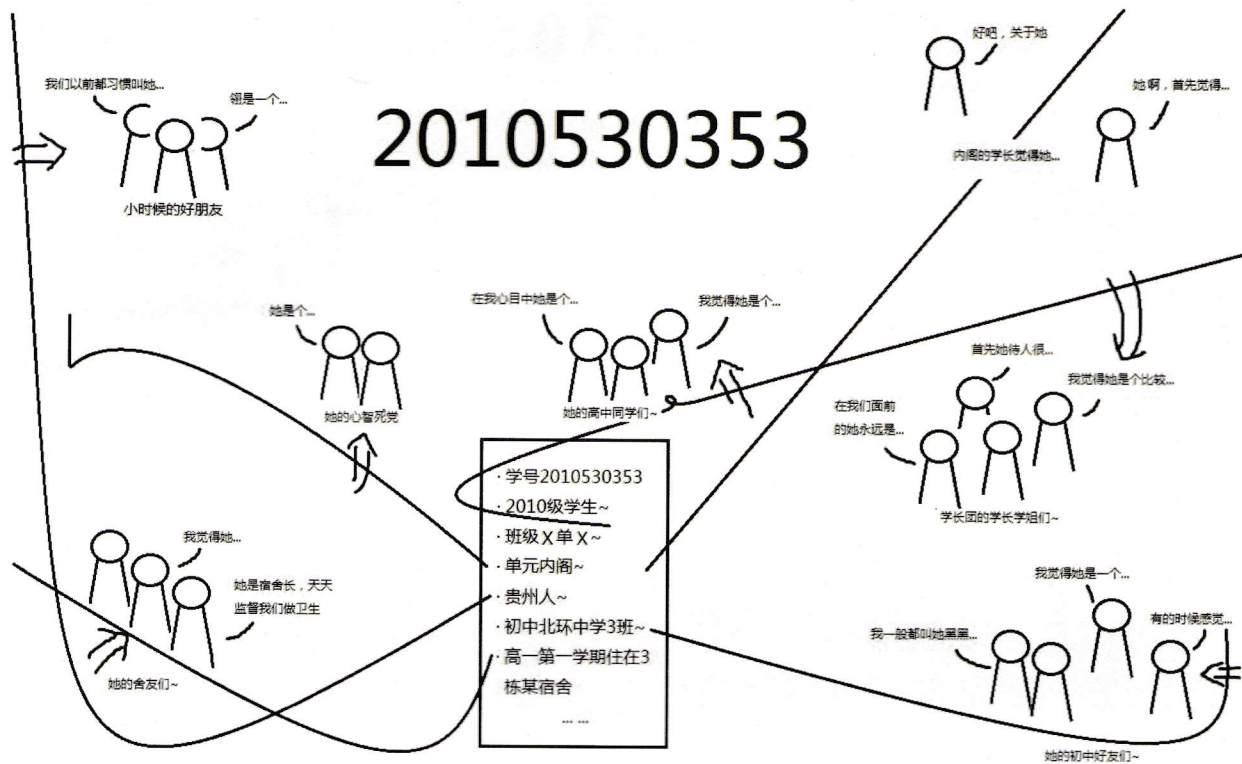 我们以前都习惯叫她...
翎是一个...
小时候的好朋友
2010530353
好吧，关于她
她啊，首先觉得...
内阁的学长觉得她...
她是个...
她的心智死党
在我心目中她是个...
我觉得她是个...
她的高中同学们~
首先她待人很...
我觉得她是个比较...
在我们面前
的她永远是...
学长团的学长学姐们~
我觉得她...
她是宿舍长，天天
监督我们做卫生
她的舍友们~
·学号2010530353
·2010级学生~
·班级X单X~
·单元内阁~
·贵州人~
·初中北环中学3班~
·高一第一学期住在3
栋某宿舍
... ...
我觉得她是一个...
有的时候感觉...
我一般都叫她黑黑...
她的初中好友们~